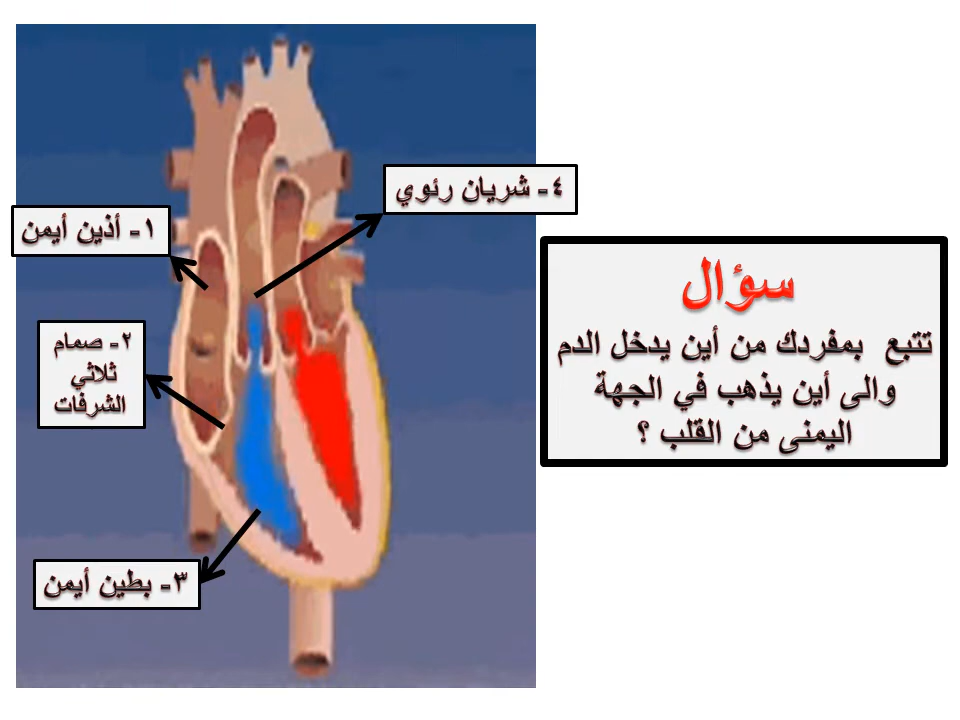 ٤- شريان رئوي
١- أذين أيمن
٢- صمام
ثلاثي
الشرفات
٣- بطين أيمن
سؤال
تتبع بمفردك من أين يدخل الدم
والى أين يذهب في الجهة
اليمنى من القلب ؟